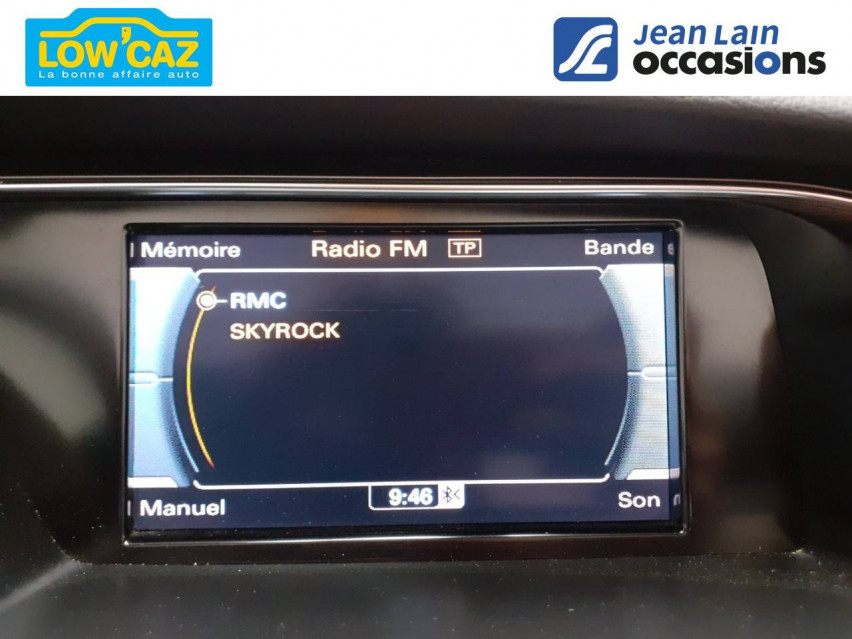 LOW'CAZ
La bonne affaire auto
Jean Lain
occasions
Mémoire Radio FM TP Bande
RMC
SKYROCK
Manuel 9:46 Son